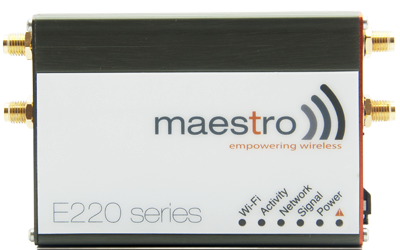 maestro
empowering wireless
Wi-Fi
Activity
Network
Signal
Power
E220 series